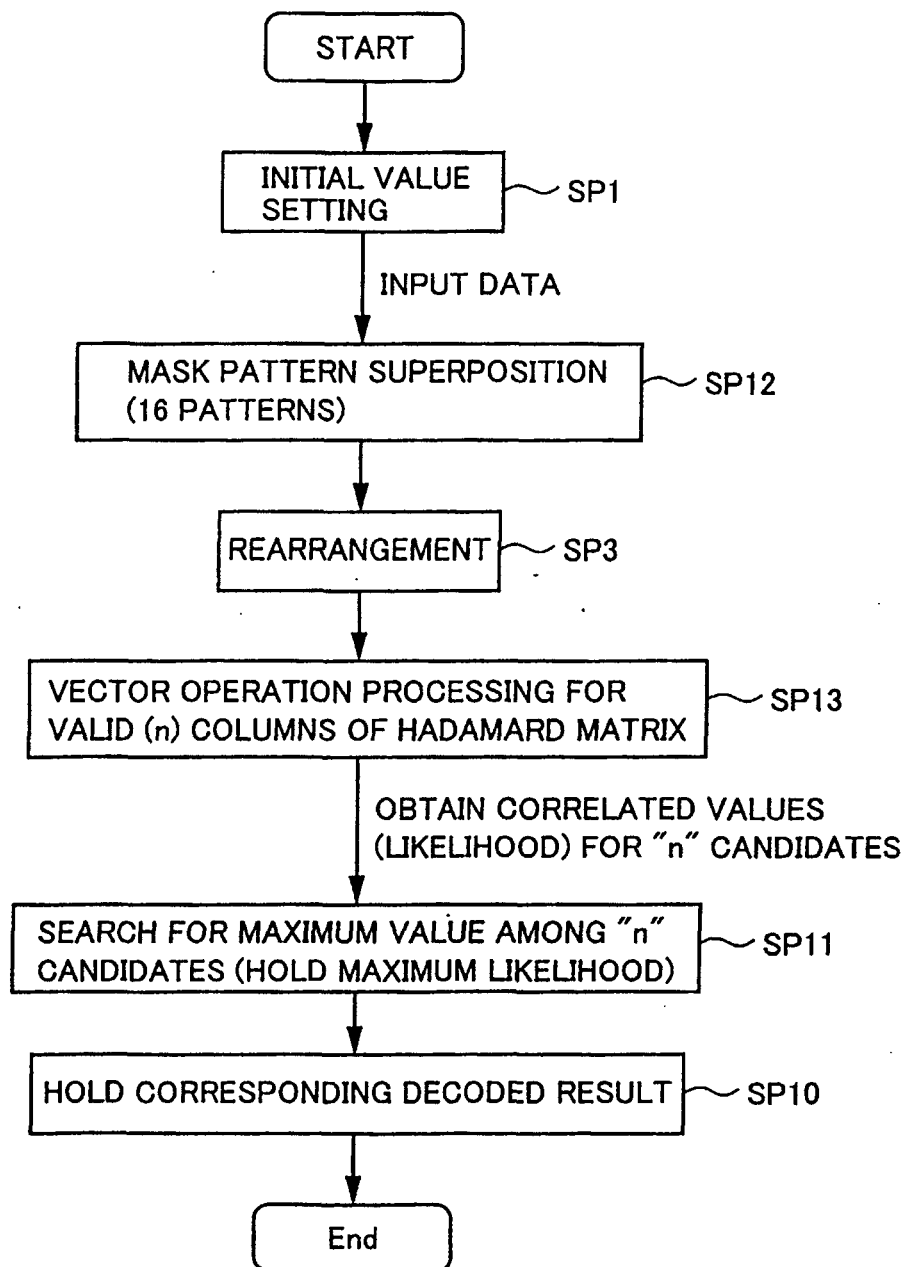 START
INITIAL VALUE
SETTING
SP1
INPUT DATA
MASK PATTERN SUPERPOSITION
(16 PATTERNS)
SP12
REARRANGEMENT
SP3
VECTOR OPERATION PROCESSING FOR
VALID (n) COLUMNS OF HADAMARD MATRIX
SP13
OBTAIN CORRELATED VALUES
(LIKELIHOOD) FOR "n" CANDIDATES
SEARCH FOR MAXIMUM VALUE AMONG "n"
CANDIDATES (HOLD MAXIMUM LIKELIHOOD)
SP11
HOLD CORRESPONDING DECODED RESULT
SP10
End